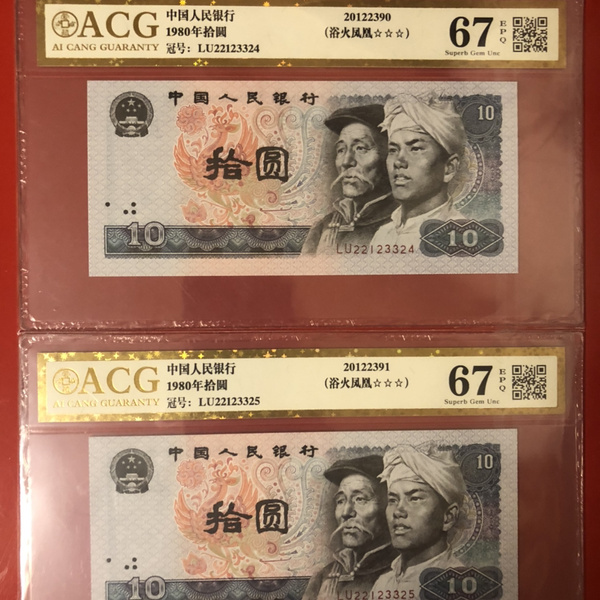 ACG
AI CANG GUARANTY
中国人民银行
1980年拾圆
冠号: LU22123324
20122390
(浴火凤凰☆☆☆)
67
EPQ
Superb Gem Unc
中国人民银行
10
拾圆
10
LU22123324
10
ACG
AI CANG GUARANTY
中国人民银行
1980年拾圆
冠号: LU22123325
20122391
(浴火凤凰☆☆☆)
67
EPQ
Superb Gem Unc
中国人民银行
10
拾圆
10
LU22123325
10